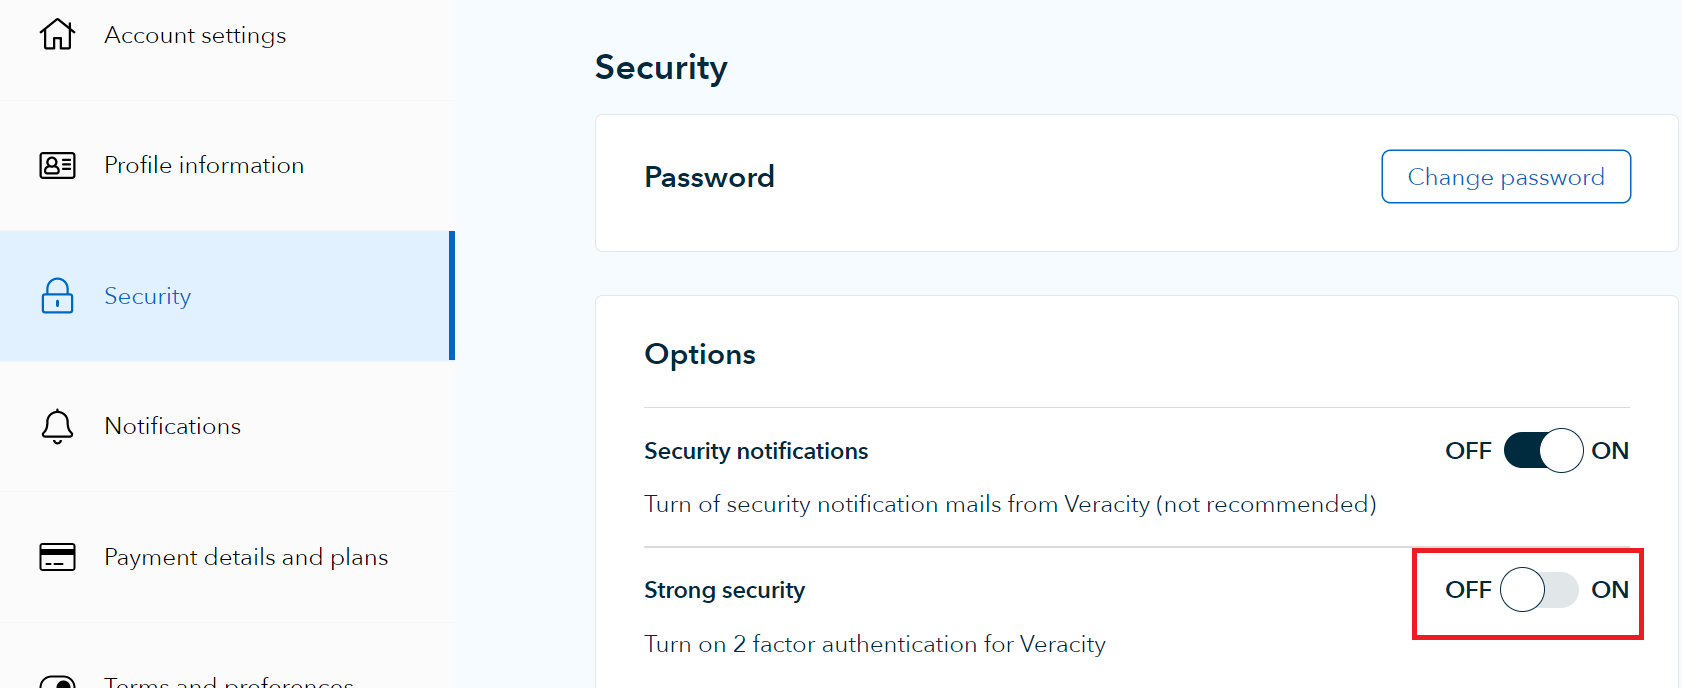 Account settings
Profile information
Security
Notifications
Payment details and plans
Terms and preferences
Security
Password
Change password
Options
Security notifications
OFF ON
Turn of security notification mails from Veracity (not recommended)
Strong security
OFF ON
Turn on 2 factor authentication for Veracity